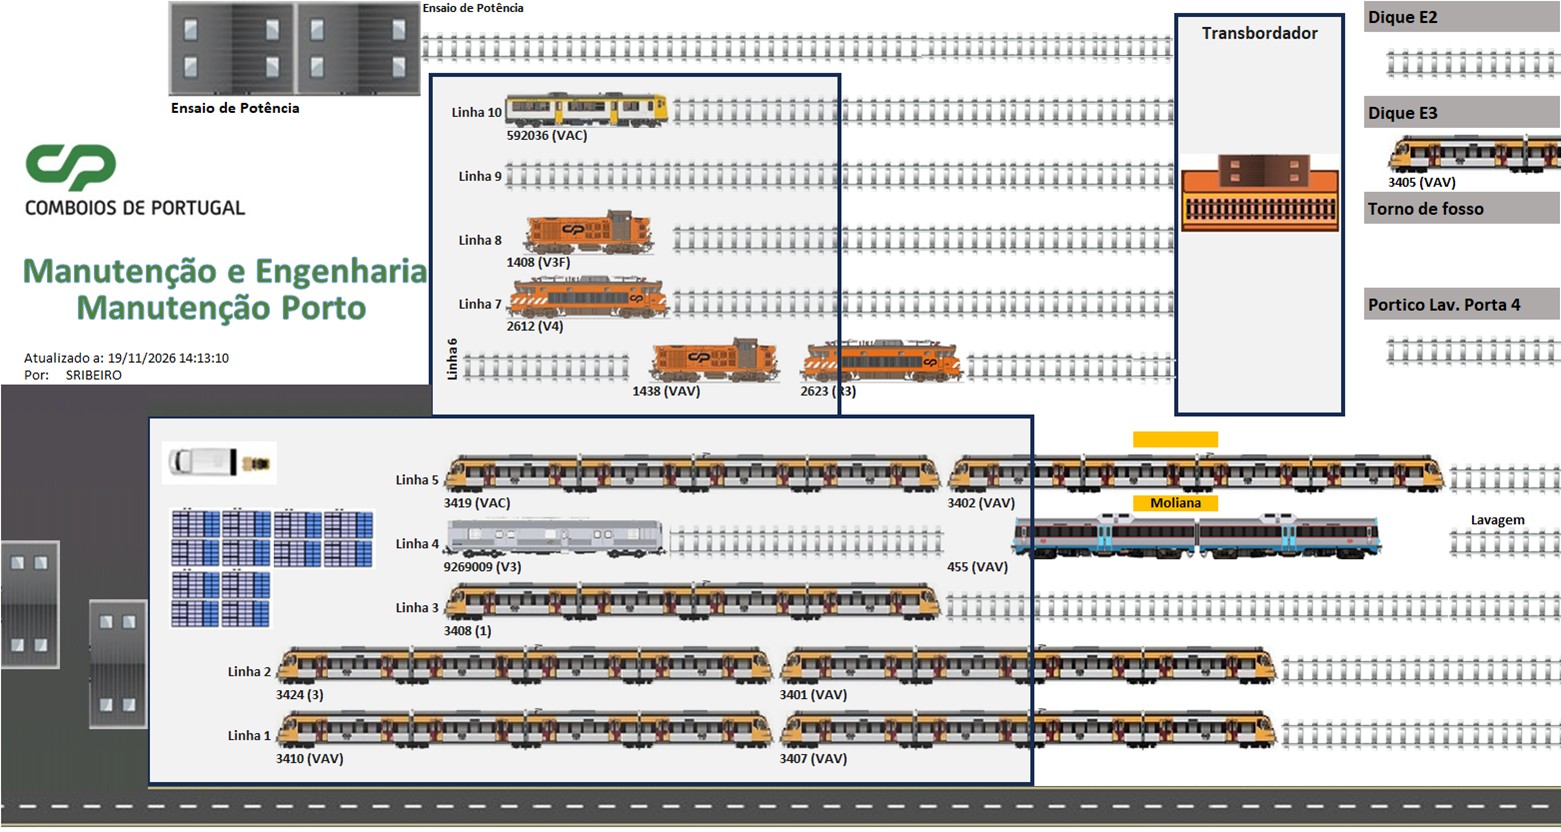 Ensaio de Potência
Ensaio de Potência
CP
COMBOIOS DE PORTUGAL
Manutenção e Engenharia
Manutenção Porto
Atualizado a: 19/11/2026 14:13:10
Por: SRIBEIRO
Linha 10
592036 (VAC)
Linha 9
Linha 8
1408 (V3F)
Linha 7
2612 (V4)
Linha 6
1438 (VAV)
2623 (R3)
Transbordador
Dique E2
Dique E3
3405 (VAV)
Torno de fosso
Portico Lav. Porta 4
Linha 5
3419 (VAC)
3402 (VAV)
Moliana
Lavagem
Linha 4
9269009 (V3)
455 (VAV)
Linha 3
3408 (1)
Linha 2
3424 (3)
3401 (VAV)
Linha 1
3410 (VAV)
3407 (VAV)